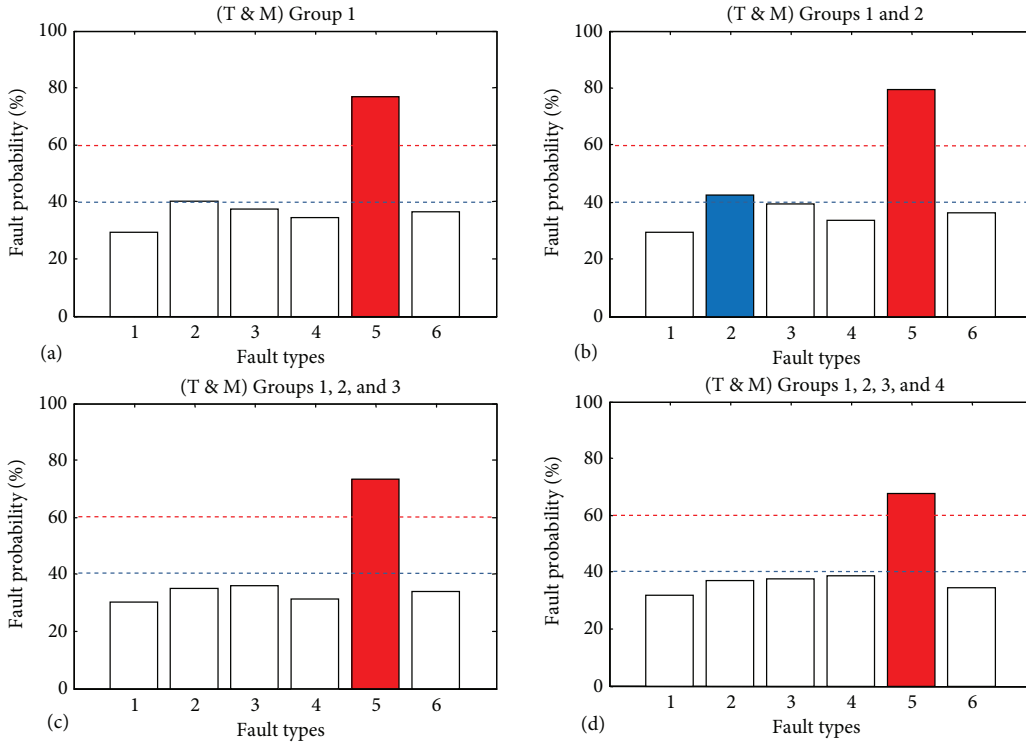 (T & M) Group 1
100
80
60
40
20
0
Fault probability (%)
1 2 3 4 5 6
Fault types
(a)
(T & M) Groups 1 and 2
100
80
60
40
20
0
Fault probability (%)
1 2 3 4 5 6
Fault types
(b)
(T & M) Groups 1, 2, and 3
100
80
60
40
20
0
Fault probability (%)
1 2 3 4 5 6
Fault types
(c)
(T & M) Groups 1, 2, 3, and 4
100
80
60
40
20
0
Fault probability (%)
1 2 3 4 5 6
Fault types
(d)